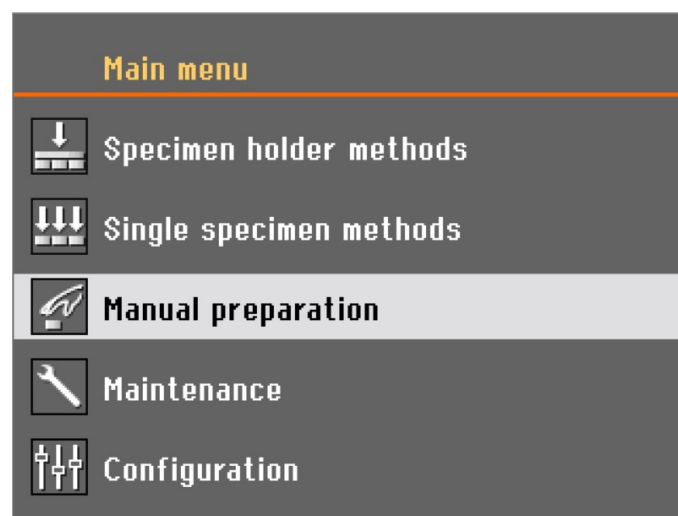 Main menu
Specimen holder methods
Single specimen methods
Manual preparation
Maintenance
Configuration